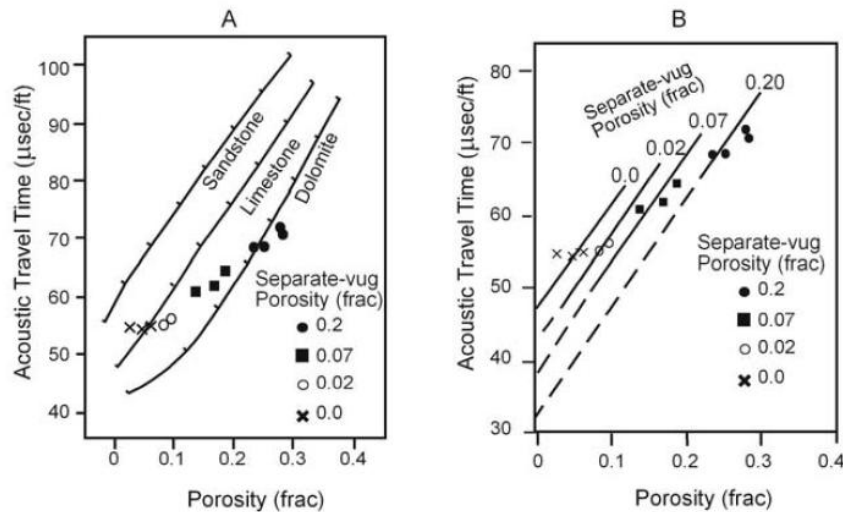 A
Acoustic Travel Time (μsec/ft)
100
90
80
70
60
50
40
Sandstone
Limestone
Dolomite
Separate-vug
Porosity (frac)
0.2
0.07
0.02
0.0
0
0.1
0.2
0.3
0.4
Porosity (frac)
B
Acoustic Travel Time (μsec/ft)
80
70
60
50
40
30
Separate-vug
Porosity (frac)
0.0
0.02
0.07
0.20
Separate-vug
Porosity (frac)
0.2
0.07
0.02
0.0
0
0.1
0.2
0.3
0.4
Porosity (frac)